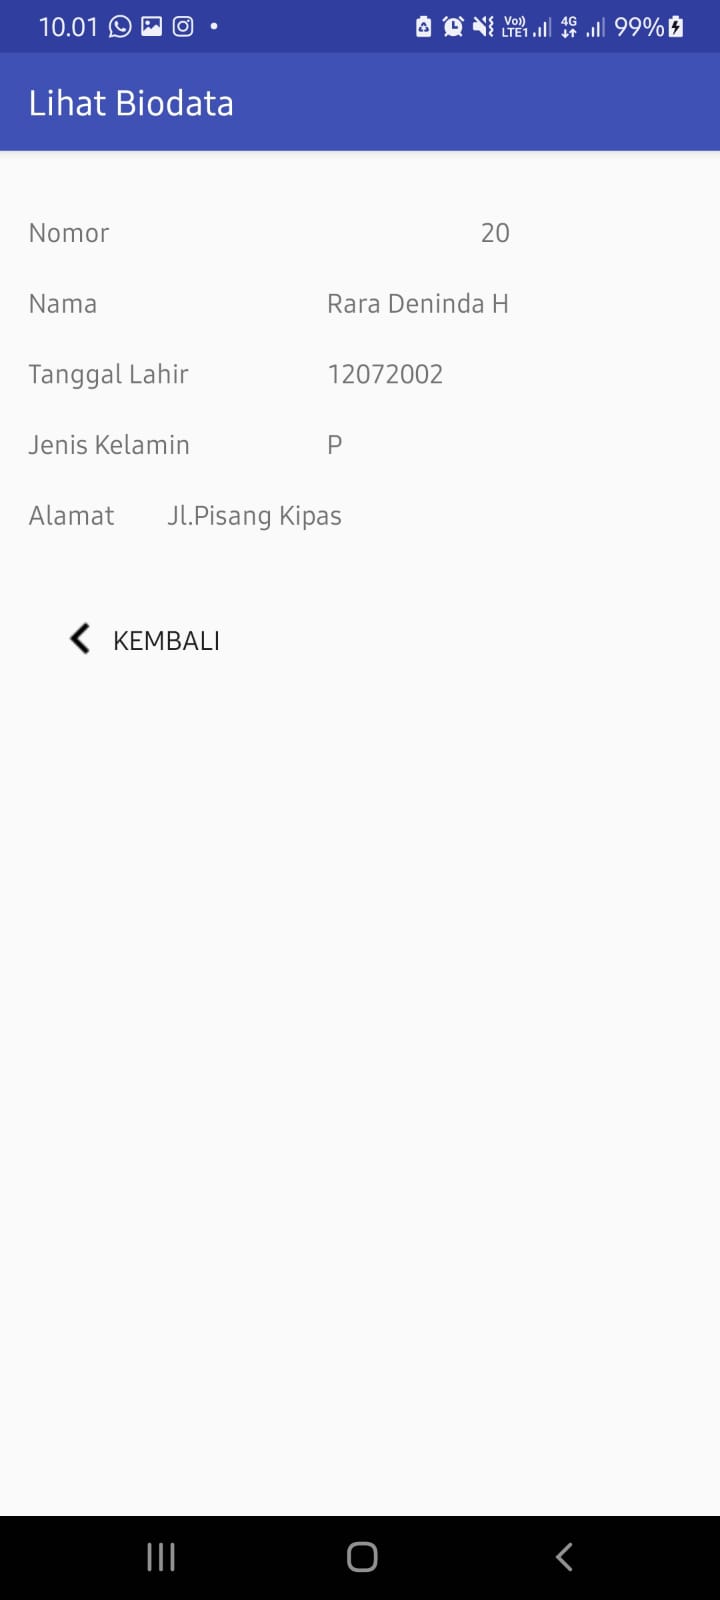 10.01 Vo)) LTE1 4G 99%
Lihat Biodata
Nomor 20
Nama Rara Deninda H
Tanggal Lahir 12072002
Jenis Kelamin P
Alamat Jl.Pisang Kipas
KEMBALI